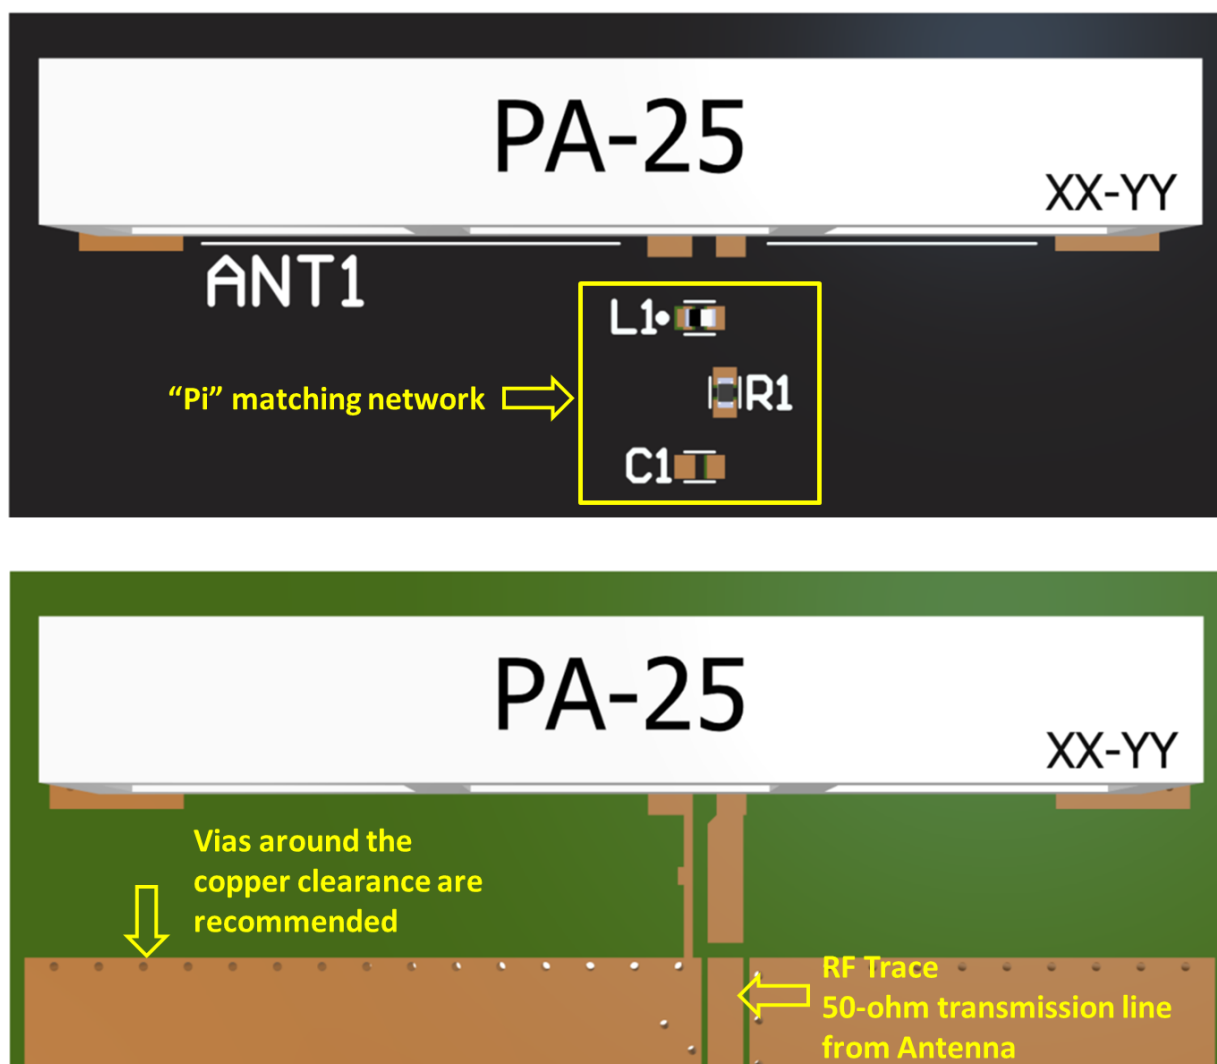 PA-25
XX-YY
ANT1
L1
“Pi” matching network
R1
C1
PA-25
XX-YY
Vias around the
copper clearance are
recommended
RF Trace
50-ohm transmission line
from Antenna